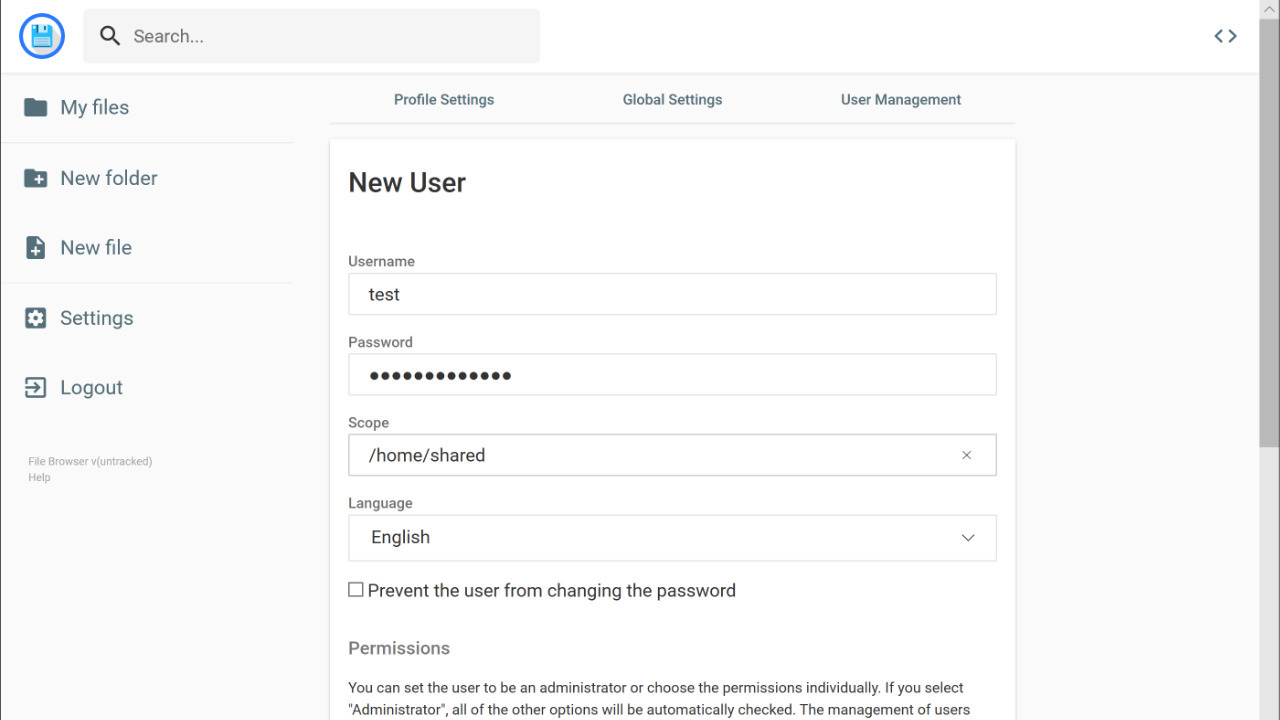 Search...
My files
New folder
New file
Settings
Logout
File Browser v(untracked)
Help
Profile Settings
Global Settings
User Management
New User
Username
test
Password
Scope
/home/shared
Language
English
Prevent the user from changing the password
Permissions
You can set the user to be an administrator or choose the permissions individually. If you select
"Administrator", all of the other options will be automatically checked. The management of users